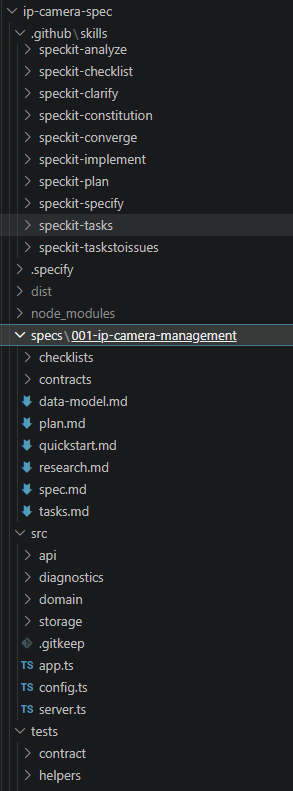 ip-camera-spec
.github\skills
speckit-analyze
speckit-checklist
speckit-clarify
speckit-constitution
speckit-converge
speckit-implement
speckit-plan
speckit-specify
speckit-tasks
speckit-taskstoissues
.specify
dist
node_modules
specs\001-ip-camera-management
checklists
contracts
data-model.md
plan.md
quickstart.md
research.md
spec.md
tasks.md
src
api
diagnostics
domain
storage
.gitkeep
TS app.ts
TS config.ts
TS server.ts
tests
contract
helpers